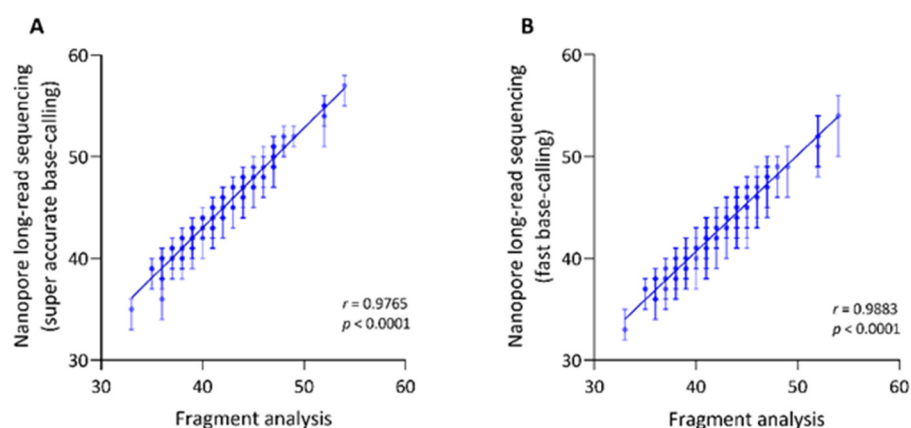 A
Nanopore long-read sequencing
(super accurate base-calling)
60
50
40
30
30 40 50 60
r = 0.9765
p < 0.0001
Fragment analysis
B
Nanopore long-read sequencing
(fast base-calling)
60
50
40
30
30 40 50 60
r = 0.9883
p < 0.0001
Fragment analysis